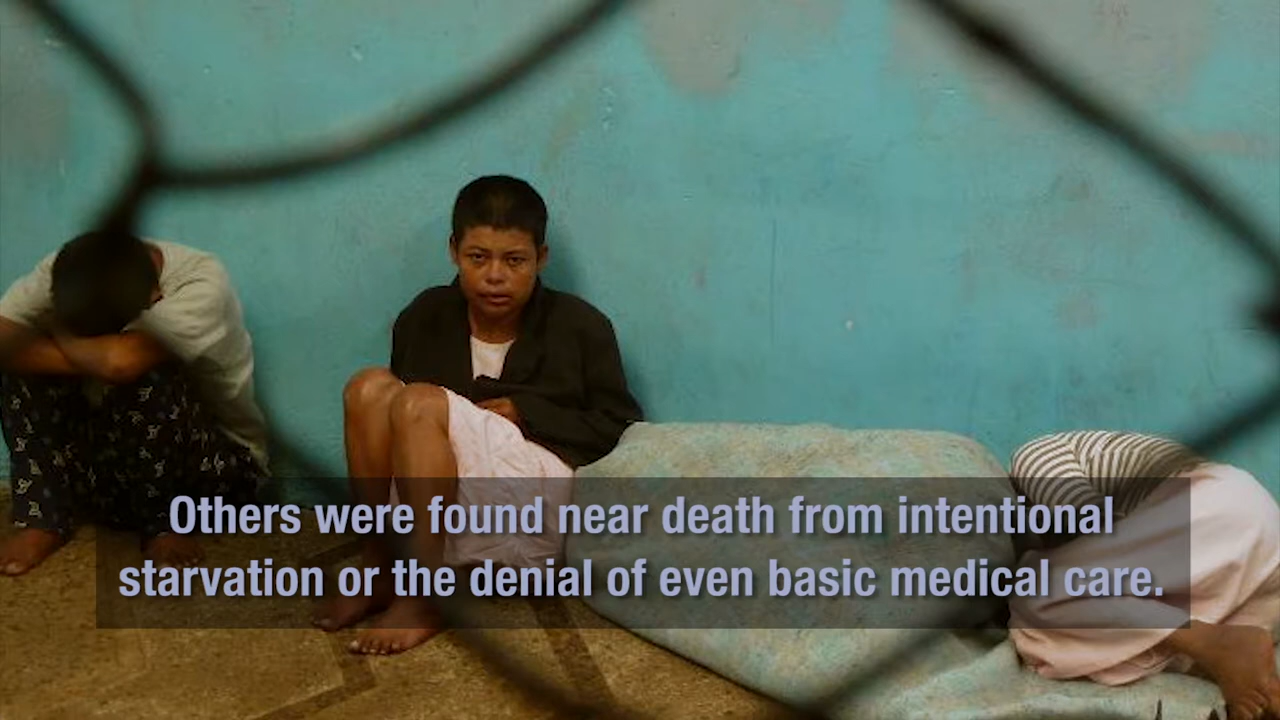 Others were found near death from intentional
starvation or the denial of even basic medical care.